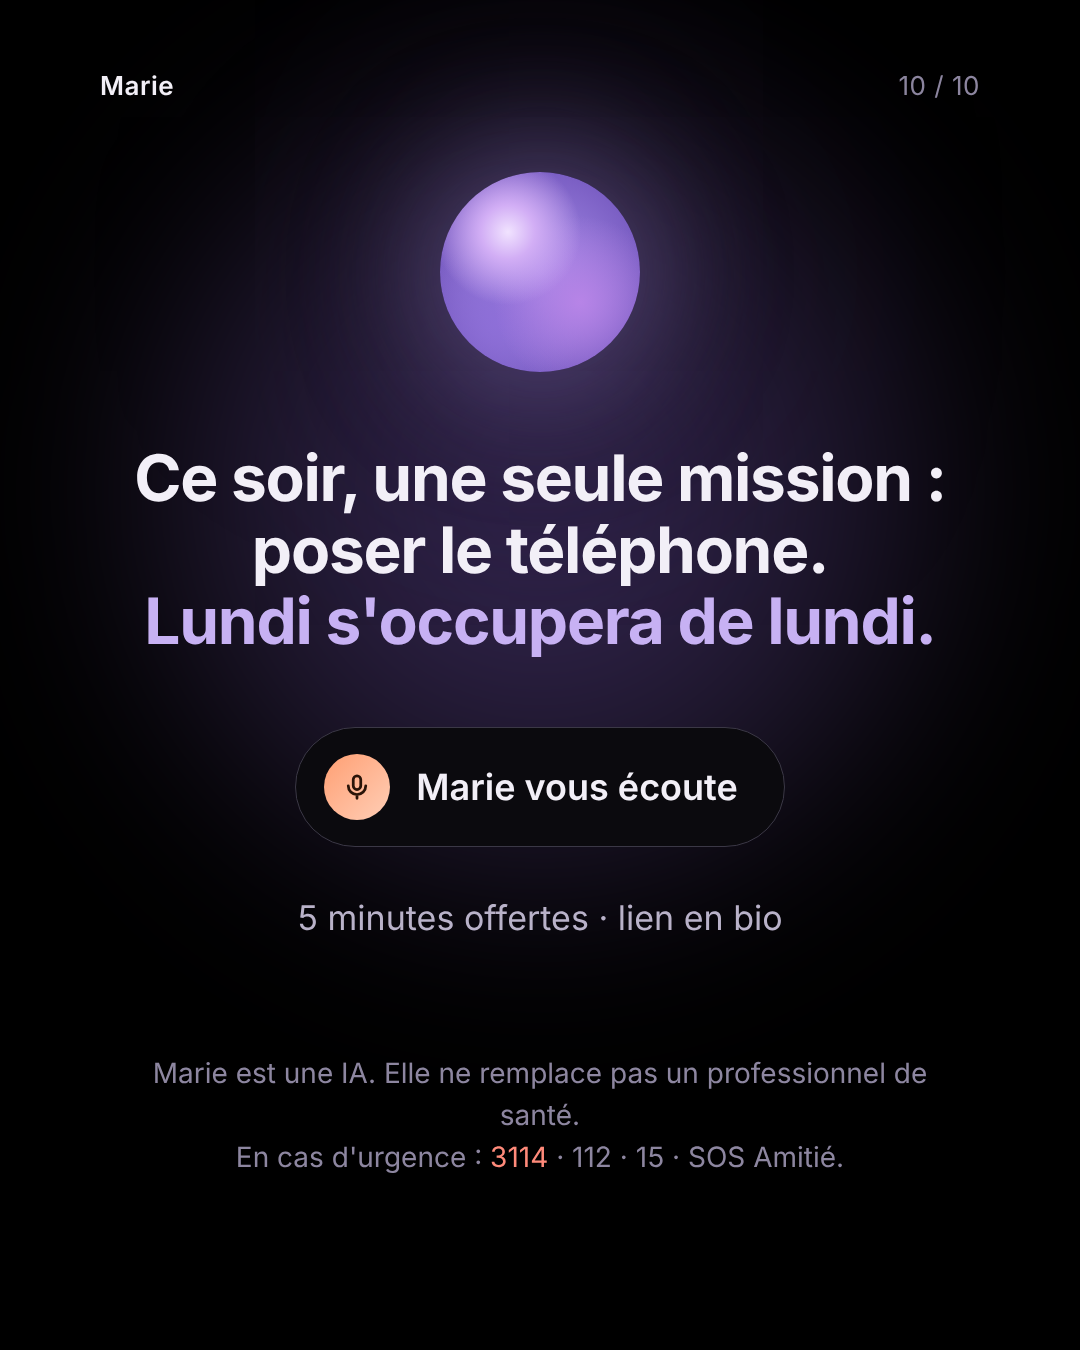 Marie
10 / 10
Ce soir, une seule mission :
poser le téléphone.
Lundi s'occupera de lundi.
Marie vous écoute
5 minutes offertes · lien en bio
Marie est une IA. Elle ne remplace pas un professionnel de
santé.
En cas d'urgence : 3114 · 112 · 15 · SOS Amitié.